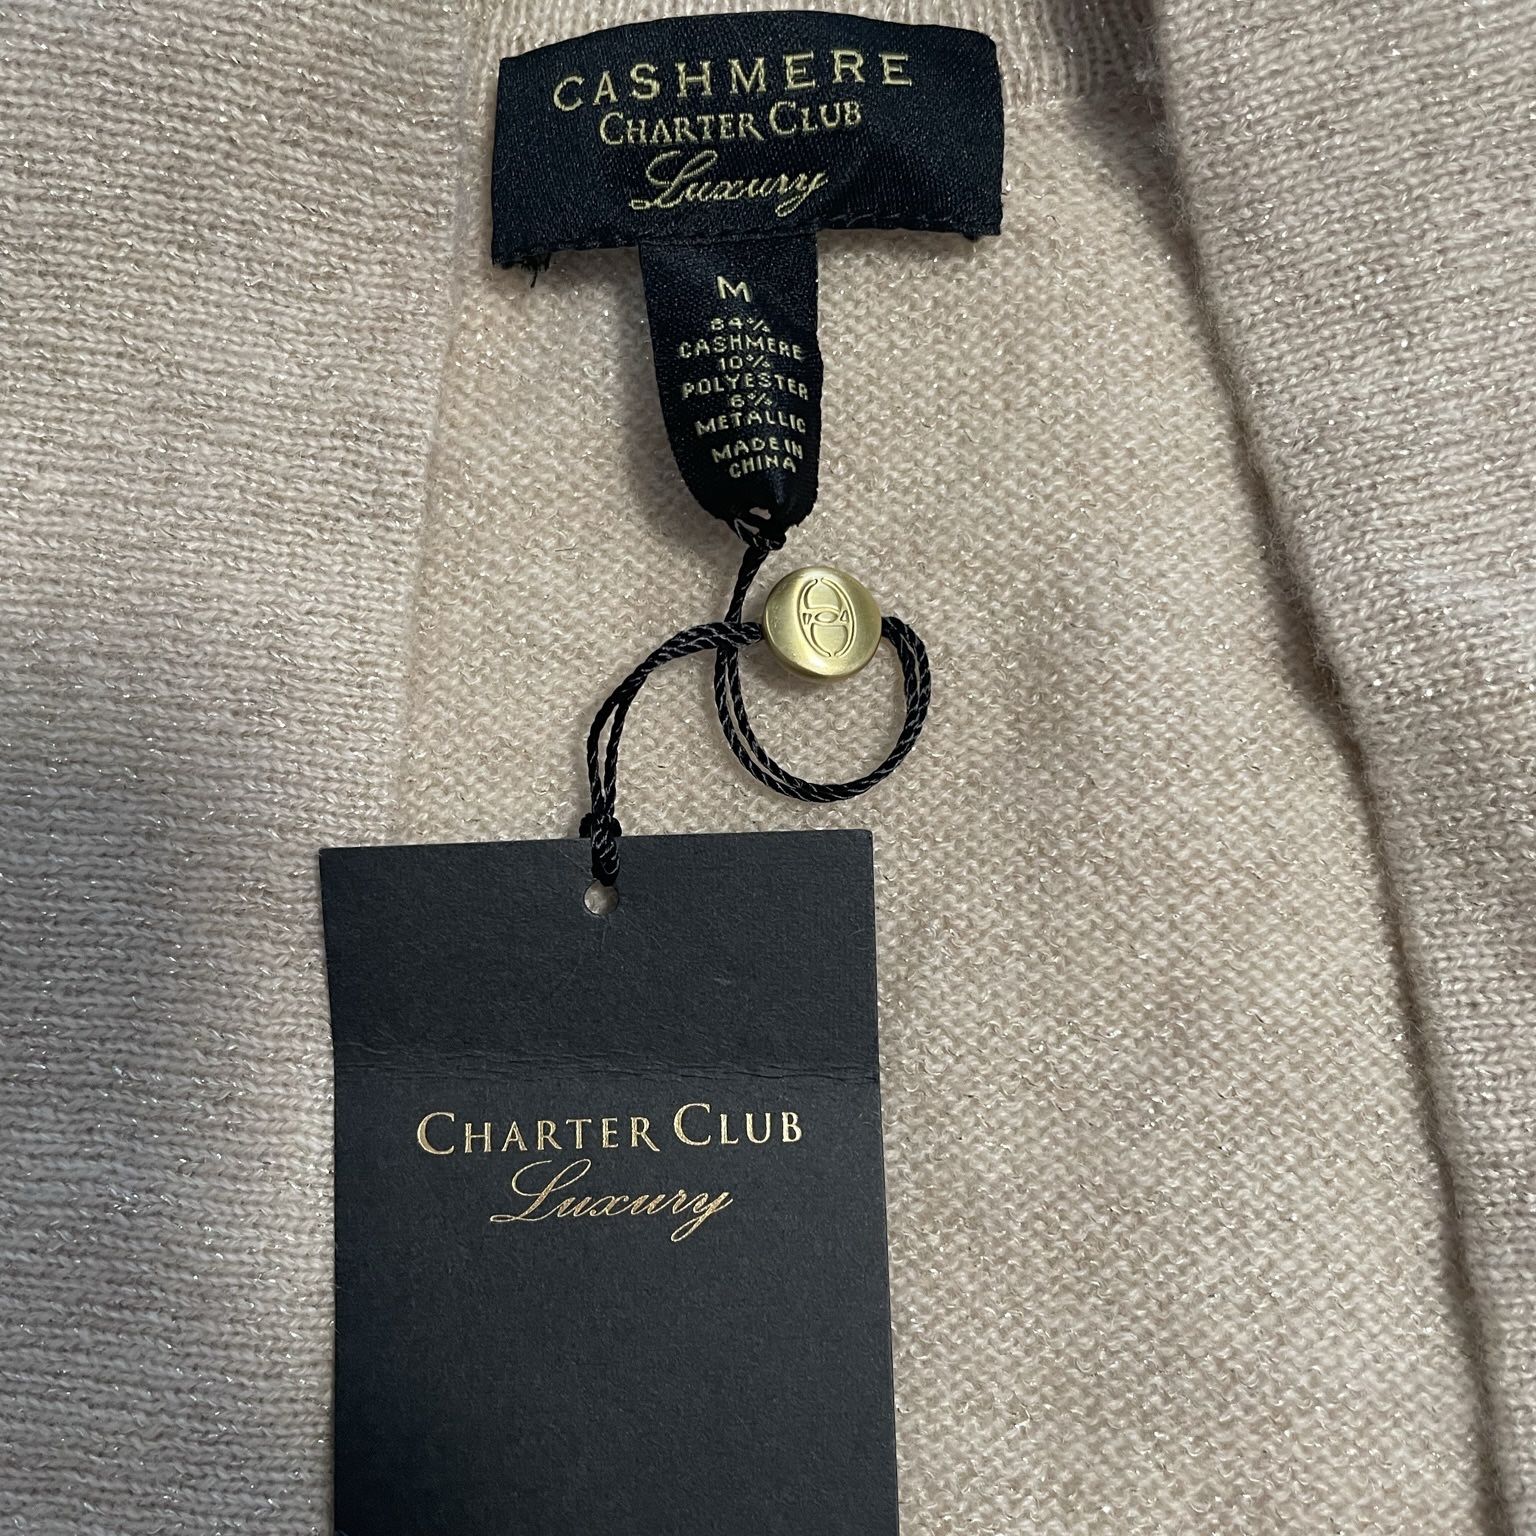 CASHMERE
CHARTER CLUB
Luxury
M
84%
CASHMERE
10%
POLYESTER
6%
METALLIC
MADE IN
CHINA
CHARTER CLUB
Luxury